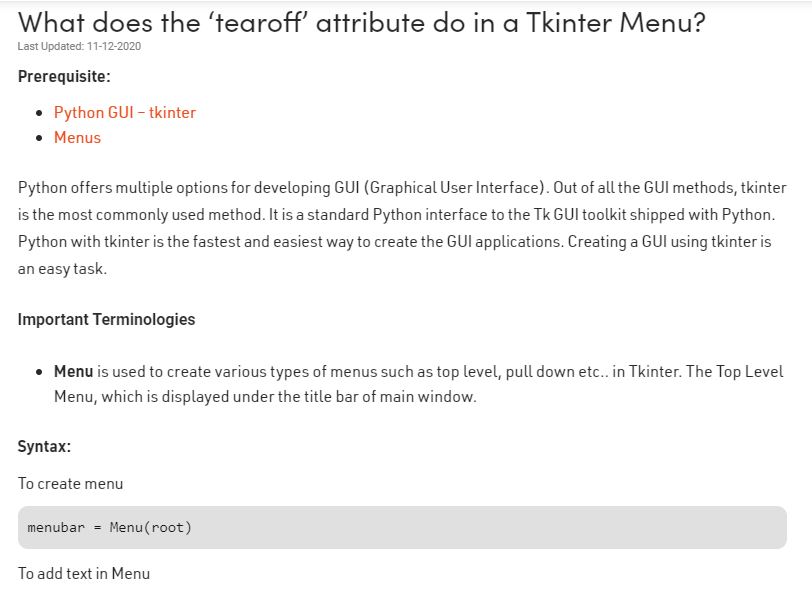 What does the ‘tearoff’ attribute do in a Tkinter Menu?
Last Updated: 11-12-2020
Prerequisite:
• Python GUI – tkinter
• Menus
Python offers multiple options for developing GUI (Graphical User Interface). Out of all the GUI methods, tkinter
is the most commonly used method. It is a standard Python interface to the Tk GUI toolkit shipped with Python.
Python with tkinter is the fastest and easiest way to create the GUI applications. Creating a GUI using tkinter is
an easy task.
Important Terminologies
• Menu is used to create various types of menus such as top level, pull down etc.. in Tkinter. The Top Level
Menu, which is displayed under the title bar of main window.
Syntax:
To create menu
menubar = Menu(root)
To add text in Menu